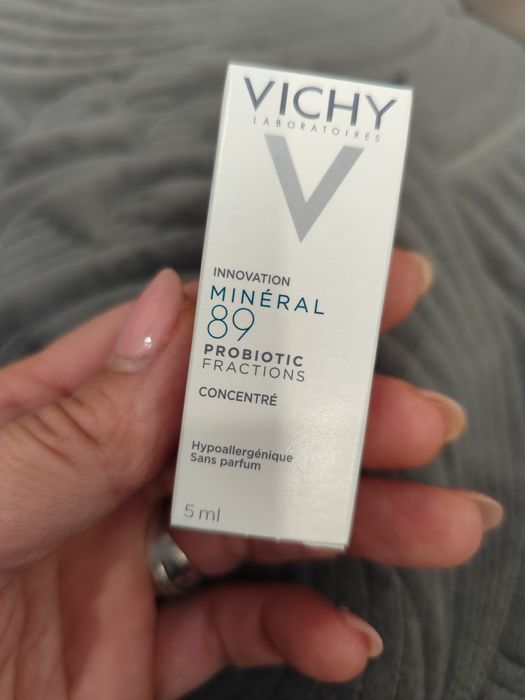 VICHY
LABORATOIRES
V
INNOVATION
MINÉRAL
89
PROBIOTIC
FRACTIONS
CONCENTRÉ
Hypoallergénique
Sans parfum
5 ml